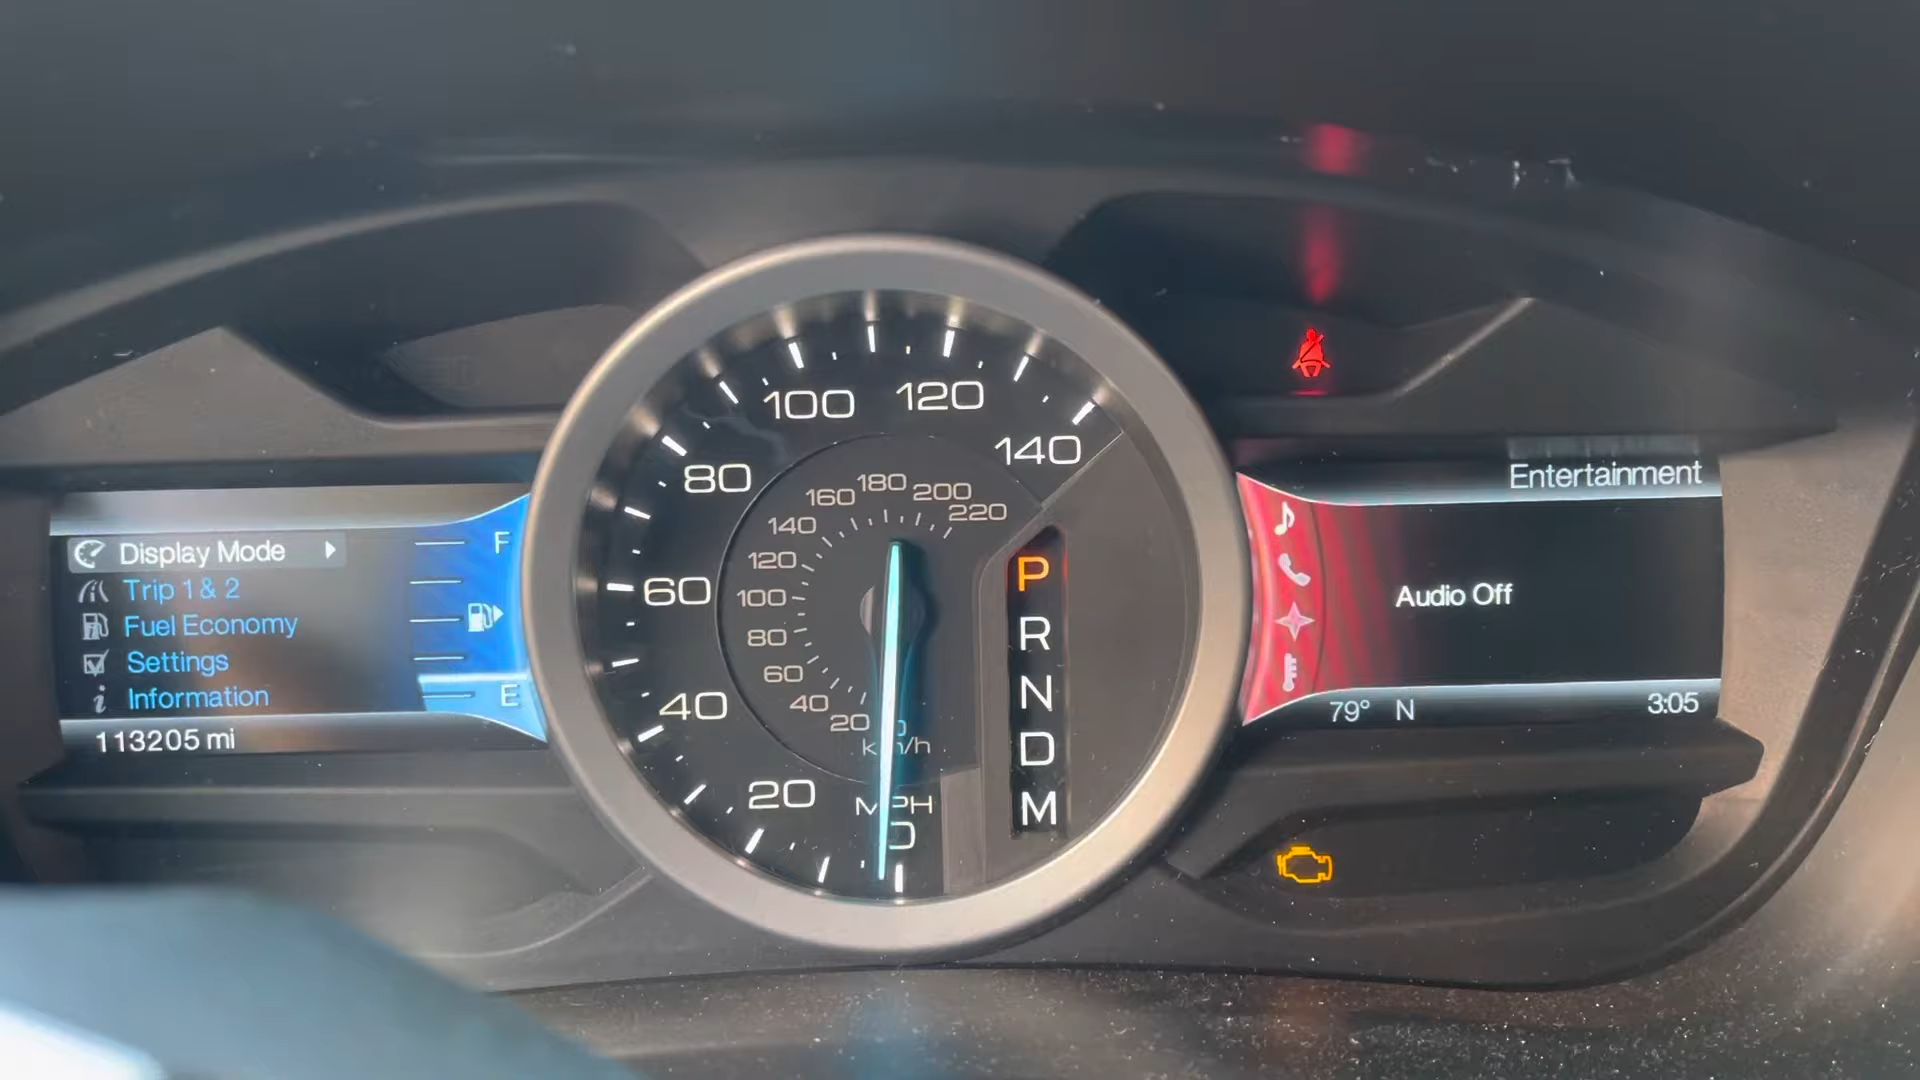 Display Mode
Trip 1 & 2
Fuel Economy
Settings
Information
113205 mi
F
E
0
20
40
60
80
100
120
140
MPH
20
40
60
80
100
120
140
160
180
200
220
km/h
P
R
N
D
M
Entertainment
Audio Off
79° N
3:05